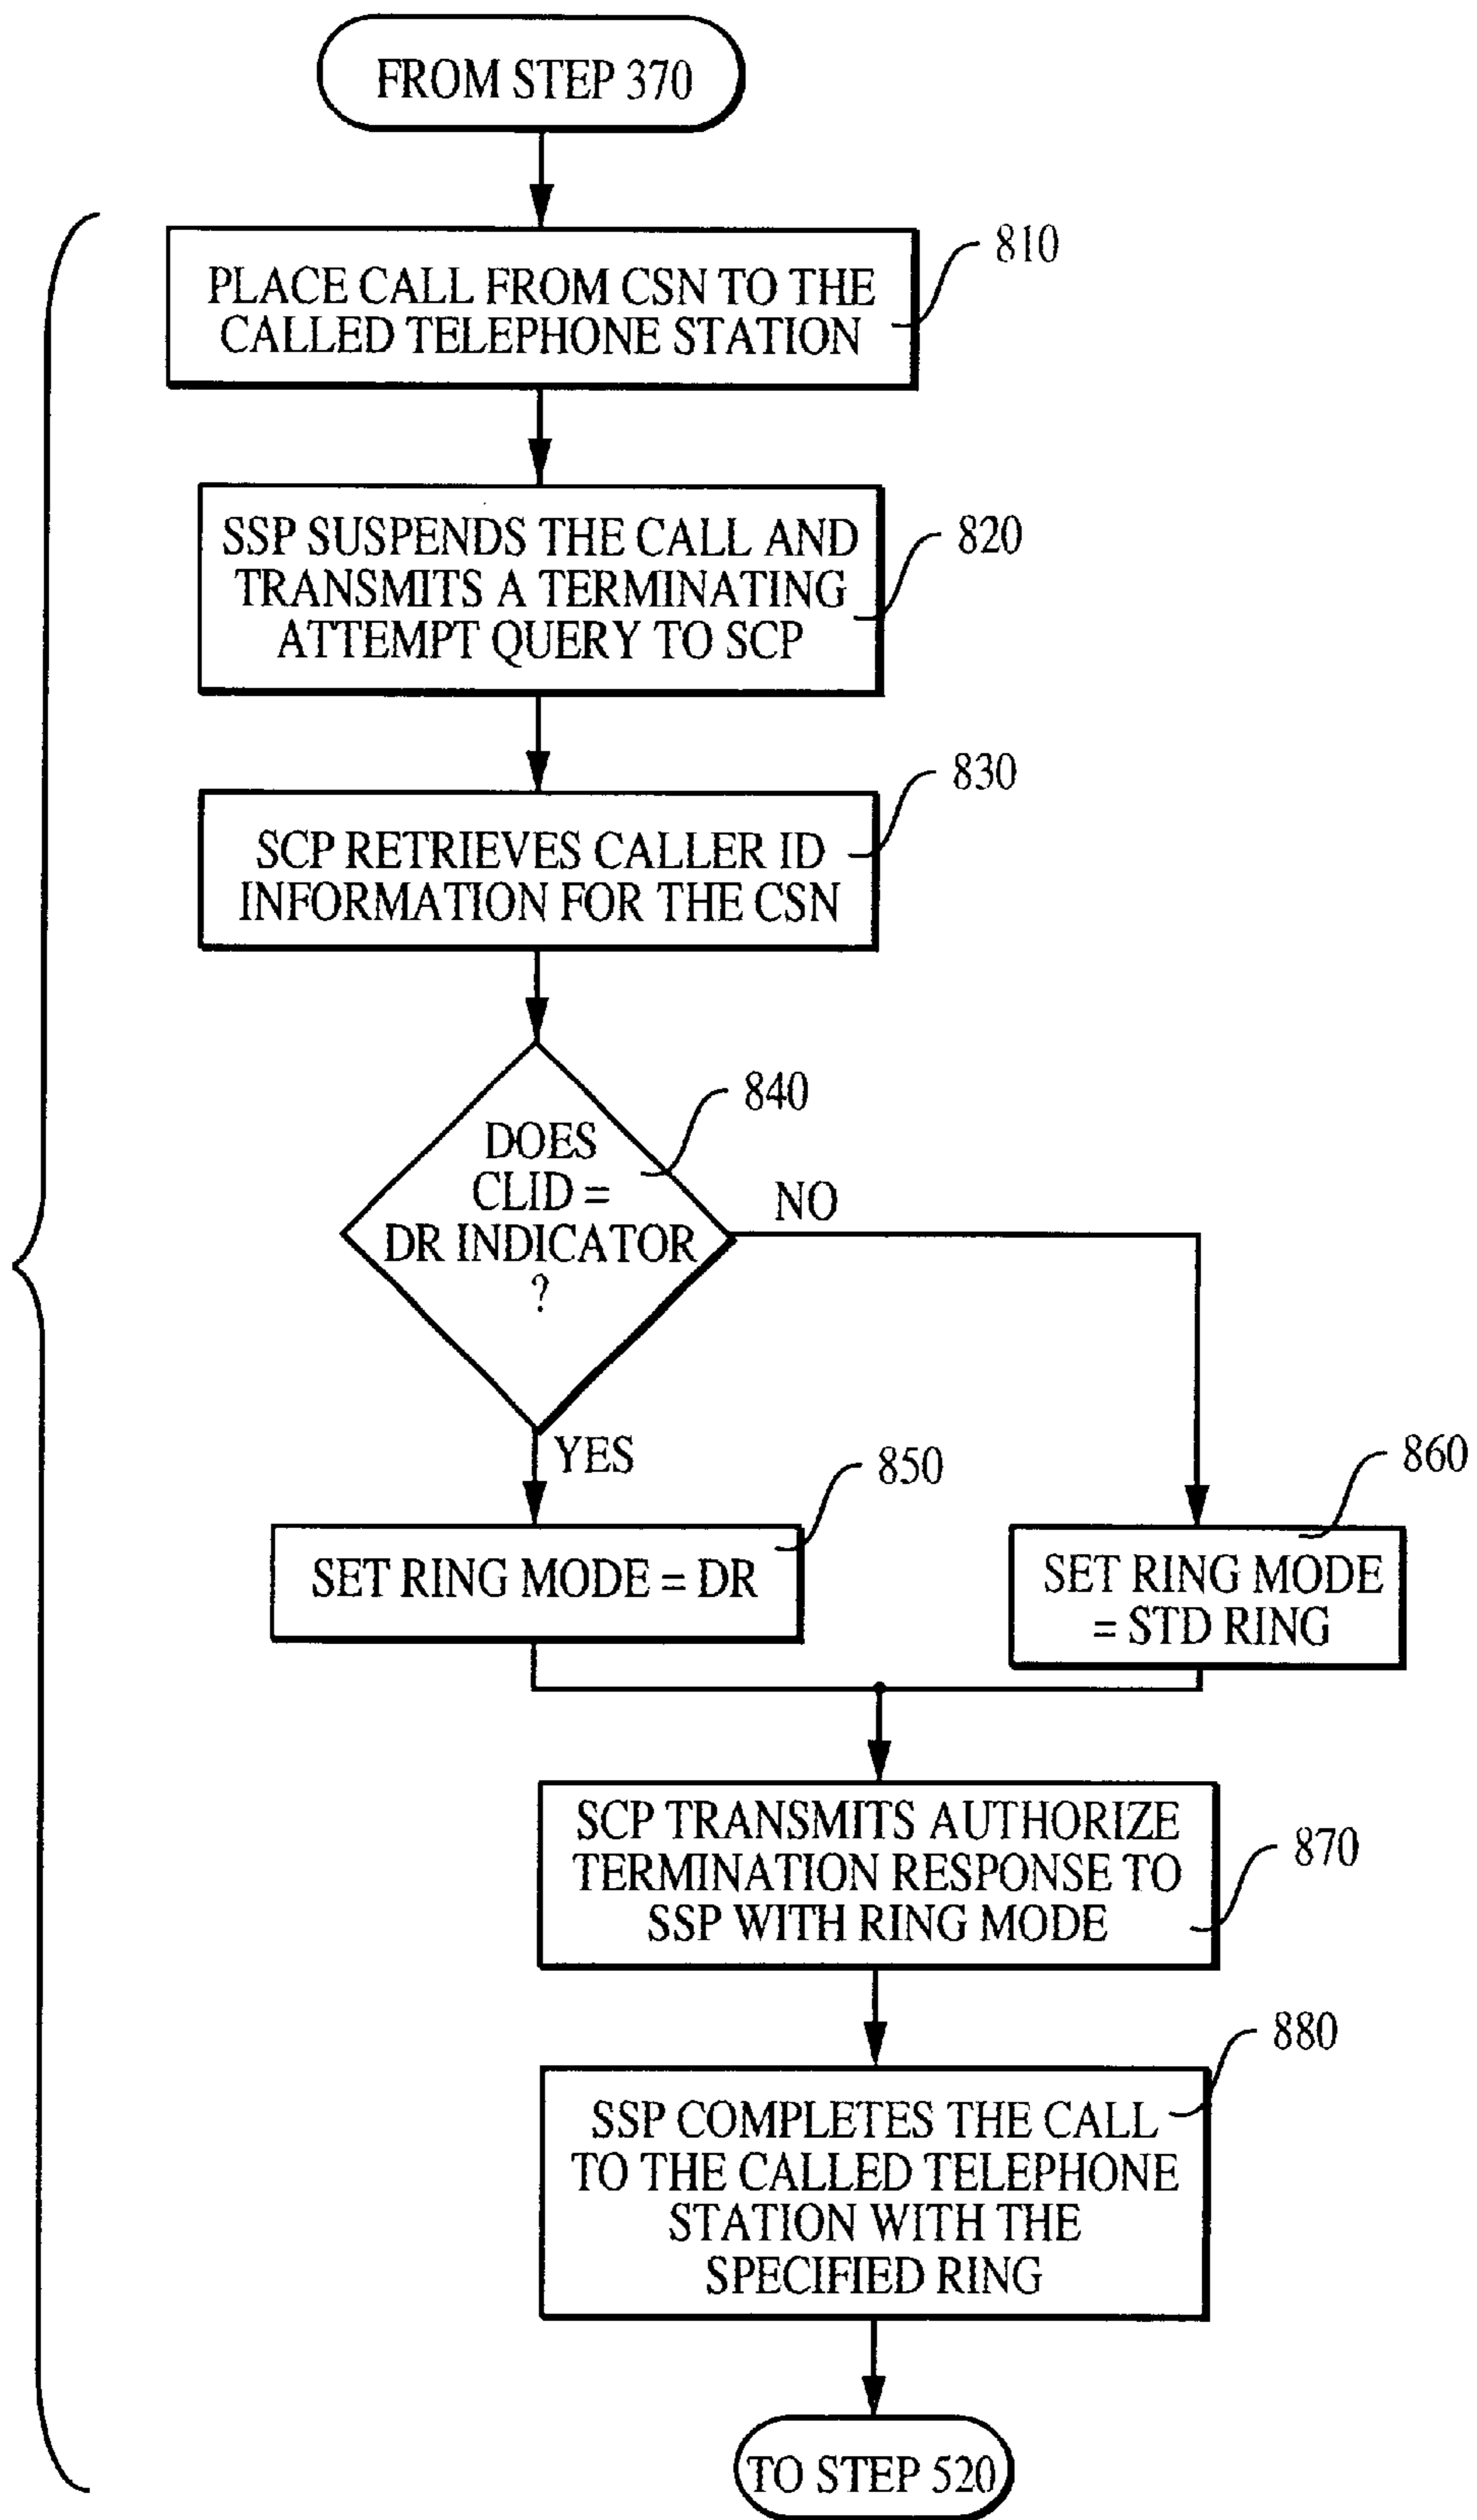 FROM STEP 370
810
PLACE CALL FROM CSN TO THE
CALLED TELEPHONE STATION
820
SSP SUSPENDS THE CALL AND
TRANSMITS A TERMINATING
ATTEMPT QUERY TO SCP
830
SCP RETRIEVES CALLER ID
INFORMATION FOR THE CSN
840
DOES
CLID =
DR INDICATOR
?
NO
YES
850
860
SET RING MODE = DR
SET RING MODE
= STD RING
SCP TRANSMITS AUTHORIZE
TERMINATION RESPONSE TO
SSP WITH RING MODE
870
880
SSP COMPLETES THE CALL
TO THE CALLED TELEPHONE
STATION WITH THE
SPECIFIED RING
TO STEP 520